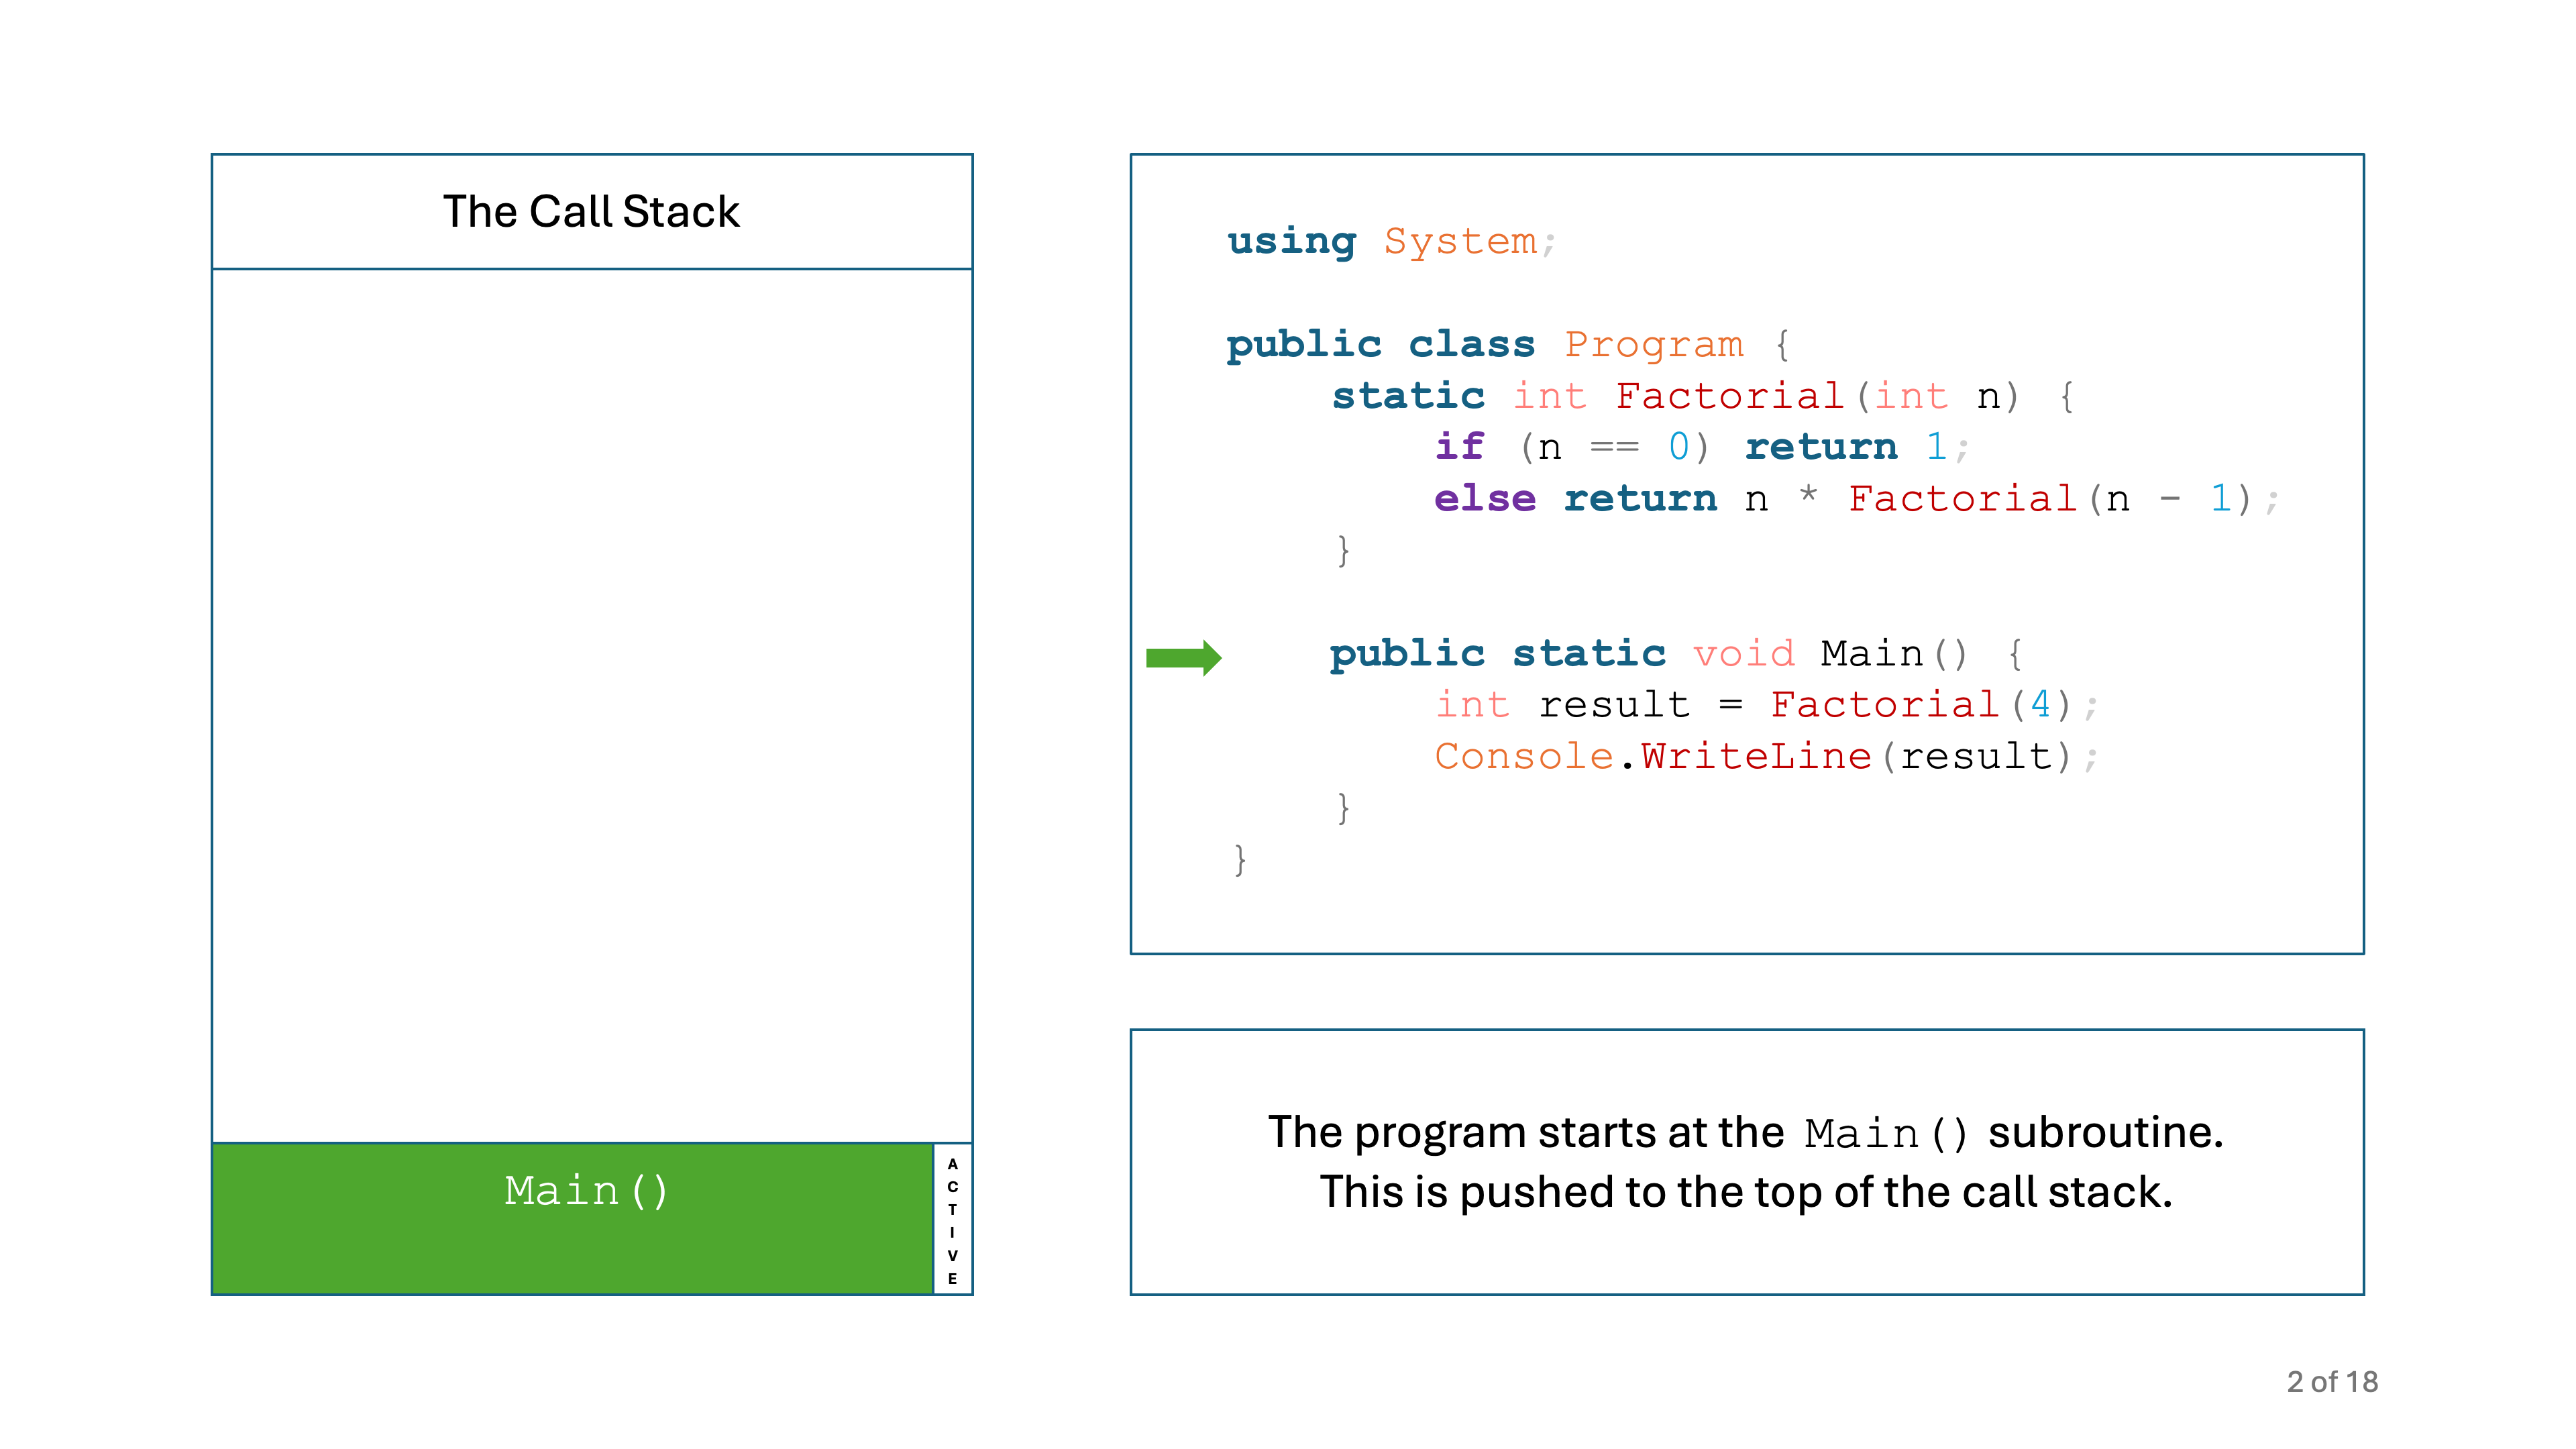 The Call Stack
Main()
ACTIVE
using System;
public class Program {
static int Factorial(int n) {
if (n == 0) return 1;
else return n * Factorial(n - 1);
}
public static void Main() {
int result = Factorial(4);
Console.WriteLine(result);
}
}
The program starts at the Main() subroutine.
This is pushed to the top of the call stack.
2 of 18